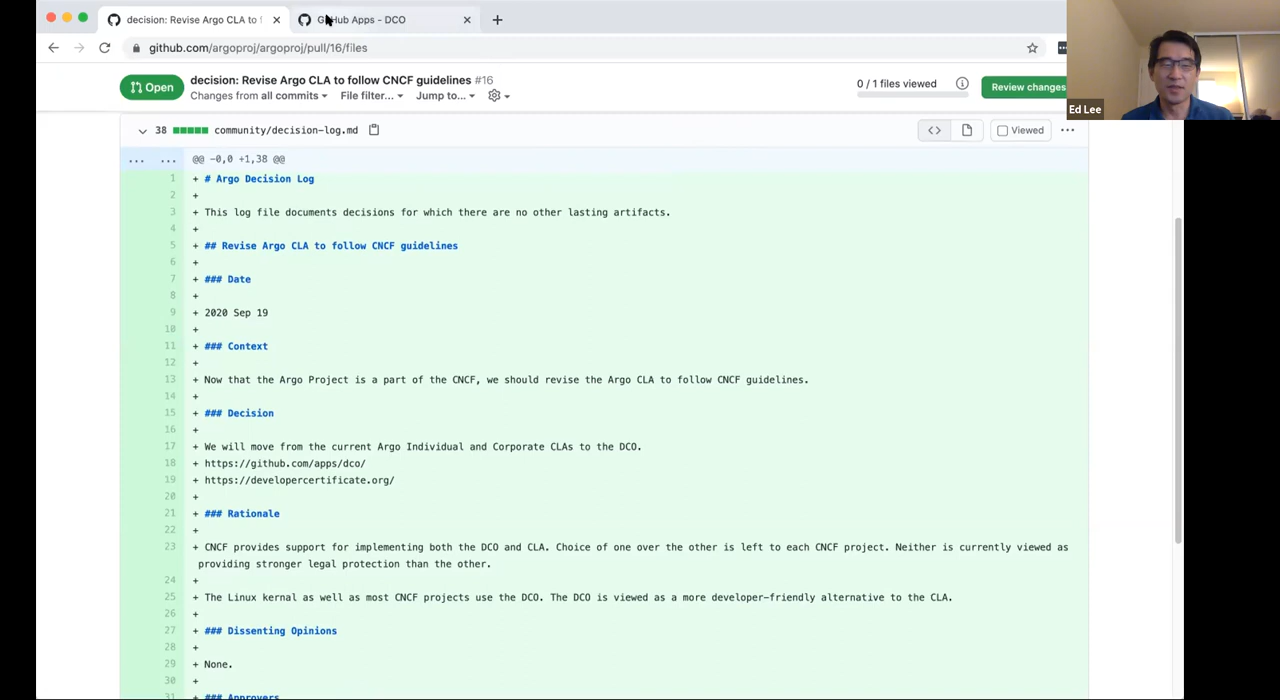 decision: Revise Argo CLA to f
GitHub Apps - DCO
github.com/argoproj/argoproj/pull/16/files
Ed Lee
Open
decision: Revise Argo CLA to follow CNCF guidelines #16
Changes from all commits
File filter...
Jump to...
0 / 1 files viewed
Review changes
38
community/decision-log.md
Viewed
... ... @@ -0,0 +1,38 @@
1 + # Argo Decision Log
2 +
3 + This log file documents decisions for which there are no other lasting artifacts.
4 +
5 + ## Revise Argo CLA to follow CNCF guidelines
6 +
7 + ### Date
8 +
9 + 2020 Sep 19
10 +
11 + ### Context
12 +
13 + Now that the Argo Project is a part of the CNCF, we should revise the Argo CLA to follow CNCF guidelines.
14 +
15 + ### Decision
16 +
17 + We will move from the current Argo Individual and Corporate CLAs to the DCO.
18 + https://github.com/apps/dco/
19 + https://developercertificate.org/
20 +
21 + ### Rationale
22 +
23 + CNCF provides support for implementing both the DCO and CLA. Choice of one over the other is left to each CNCF project. Neither is currently viewed as
providing stronger legal protection than the other.
24 +
25 + The Linux kernal as well as most CNCF projects use the DCO. The DCO is viewed as a more developer-friendly alternative to the CLA.
26 +
27 + ### Dissenting Opinions
28 +
29 + None.
30 +
31 + ### Approvers